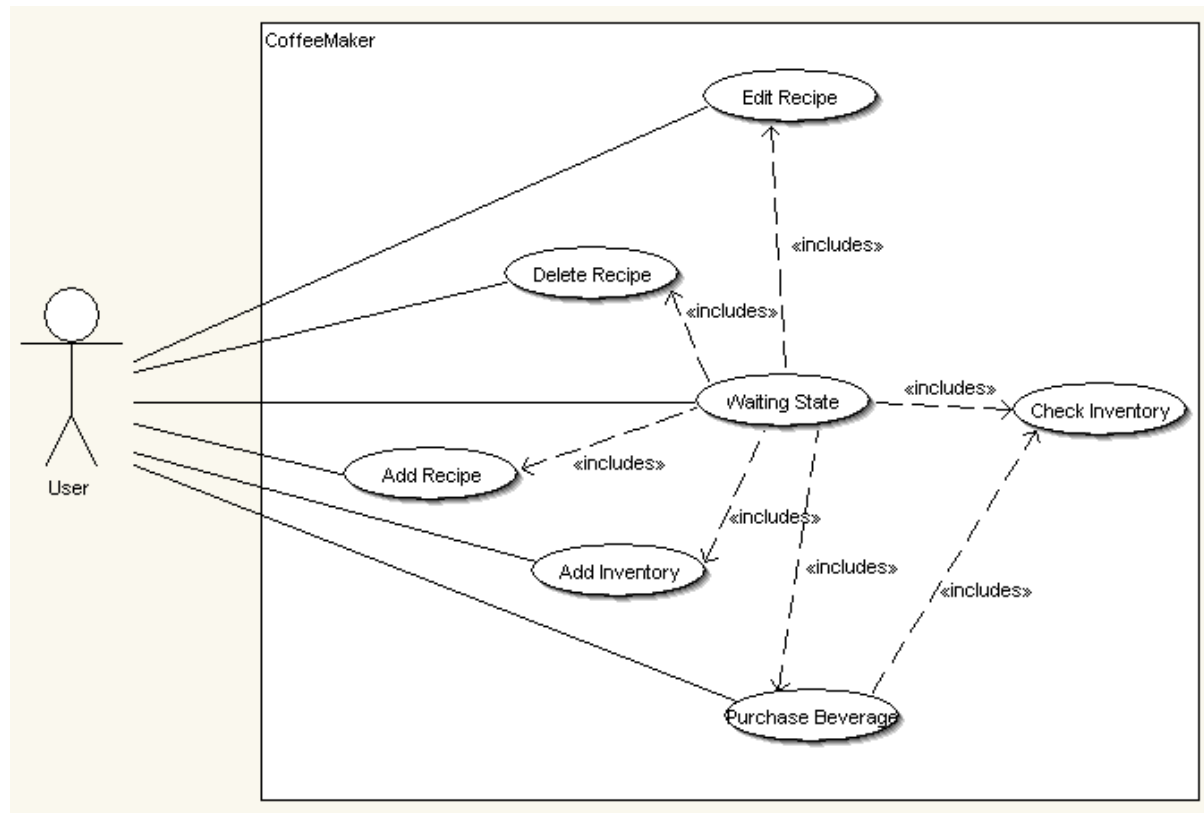 CoffeeMaker
Edit Recipe
«includes»
Delete Recipe
«includes»
Waiting State
«includes»
Check Inventory
Add Recipe
«includes»
User
«includes»
Add Inventory
«includes»
«includes»
Purchase Beverage